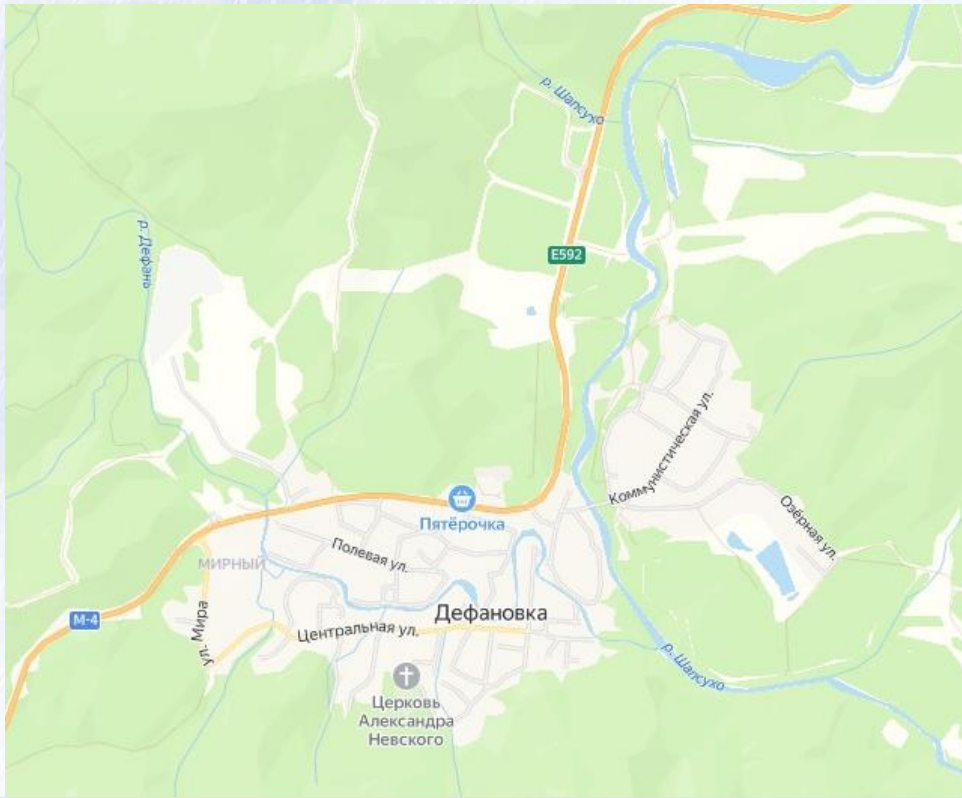 р. Шапсухо
р. Дефань
E592
Коммунистическая ул.
Пятёрочка
Озёрная ул.
Полевая ул.
МИРНЫЙ
Дефановка
М-4
ул. Мира
Центральная ул.
р. Шапсухо
Церковь
Александра
Невского